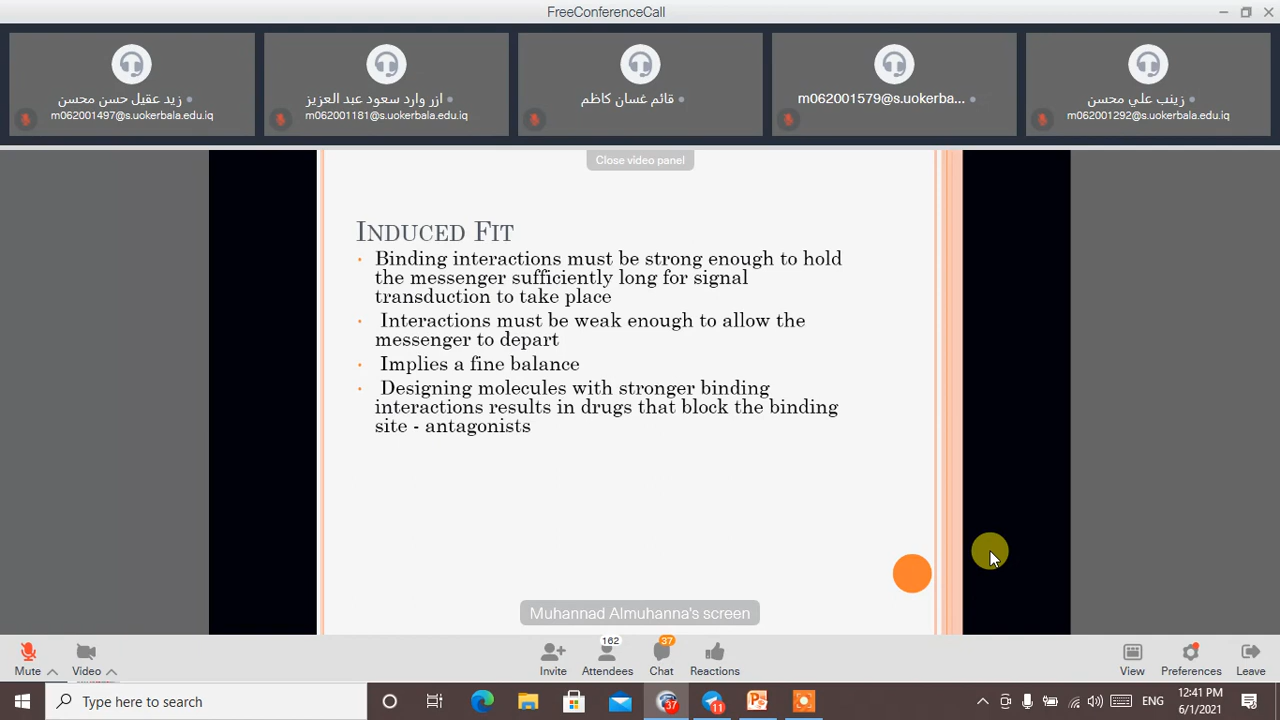 FreeConferenceCall
زيد عقيل حسن محسن
m062001497@s.uokerbala.edu.iq
ازر وارد سعود عبد العزيز
m062001181@s.uokerbala.edu.iq
قائم غسان كاظم
m062001579@s.uokerba...
زينب علي محسن
m062001292@s.uokerbala.edu.iq
Close video panel
INDUCED FIT
• Binding interactions must be strong enough to hold
the messenger sufficiently long for signal
transduction to take place
• Interactions must be weak enough to allow the
messenger to depart
• Implies a fine balance
• Designing molecules with stronger binding
interactions results in drugs that block the binding
site - antagonists
Muhannad Almuhanna's screen
162
37
Mute
Video
Invite
Attendees
Chat
Reactions
View
Preferences
Leave
Type here to search
37
11
ENG
12:41 PM
6/1/2021